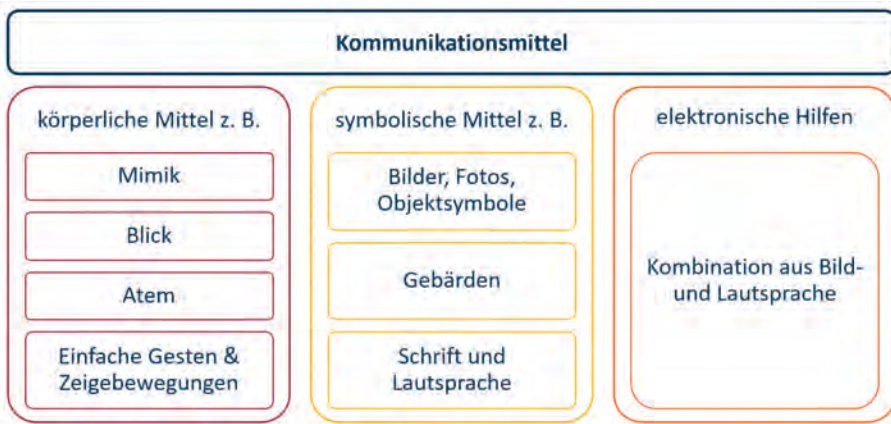 Kommunikationsmittel
körperliche Mittel z. B.
Mimik
Blick
Atem
Einfache Gesten &
Zeigebewegungen
symbolische Mittel z. B.
Bilder, Fotos,
Objektsymbole
Gebärden
Schrift und
Lautsprache
elektronische Hilfen
Kombination aus Bild-
und Lautsprache